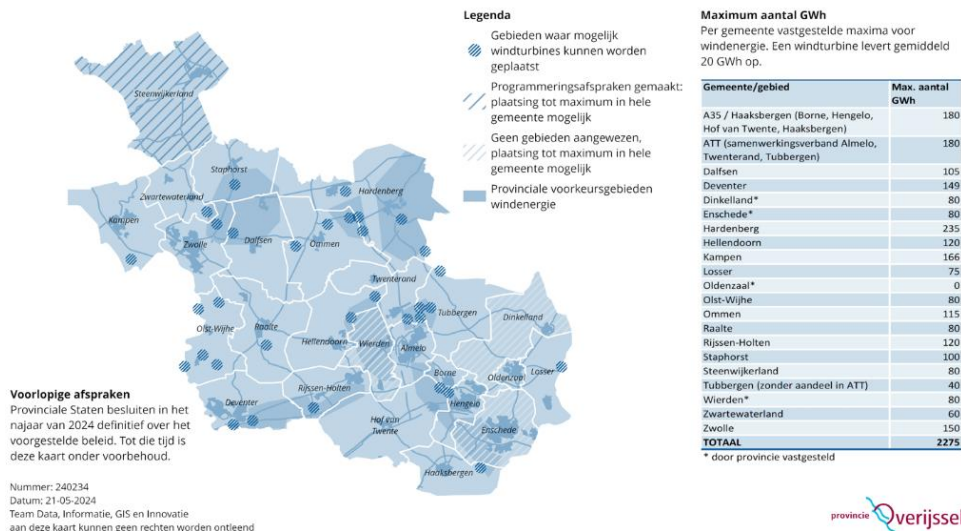 Legenda
Gebieden waar mogelijk
windturbines kunnen worden
geplaatst
Programmeringsafspraken gemaakt:
plaatsing tot maximum in hele
gemeente mogelijk
Geen gebieden aangewezen,
plaatsing tot maximum in hele
gemeente mogelijk
Provinciale voorkeursgebieden
windenergie
Maximum aantal GWh
Per gemeente vastgestelde maxima voor
windenergie. Een windturbine levert gemiddeld
20 GWh op.
Gemeente/gebied Max. aantal
GWh
A35 / Haaksbergen (Borne, Hengelo, 180
Hof van Twente, Haaksbergen)
ATT (samenwerkingsverband Almelo, 180
Twenterand, Tubbergen)
Dalfsen 105
Deventer 149
Dinkelland* 80
Enschede* 80
Hardenberg 235
Hellendoorn 120
Kampen 166
Losser 75
Oldenzaal* 0
Olst-Wijhe 80
Ommen 115
Raalte 80
Rijssen-Holten 120
Staphorst 100
Steenwijkerland 80
Tubbergen (zonder aandeel in ATT) 40
Wierden* 80
Zwartewaterland 60
Zwolle 150
TOTAAL 2275
* door provincie vastgesteld
Steenwijkerland
Staphorst
Zwartewaterland
Hardenberg
Kampen
Zwolle
Dalfsen
Ommen
Twenterand
Tubbergen
Dinkelland
Olst-Wijhe
Raalte
Hellendoorn
Wierden
Almelo
Borne
Oldenzaal
Losser
Rijssen-Holten
Deventer
Hengelo
Hof van
Twente
Enschede
Haaksbergen
Voorlopige afspraken
Provinciale Staten besluiten in het
najaar van 2024 definitief over het
voorgestelde beleid. Tot die tijd is
deze kaart onder voorbehoud.
Nummer: 240234
Datum: 21-05-2024
Team Data, Informatie, GIS en Innovatie
aan deze kaart kunnen geen rechten worden ontleend
provincie Overijssel